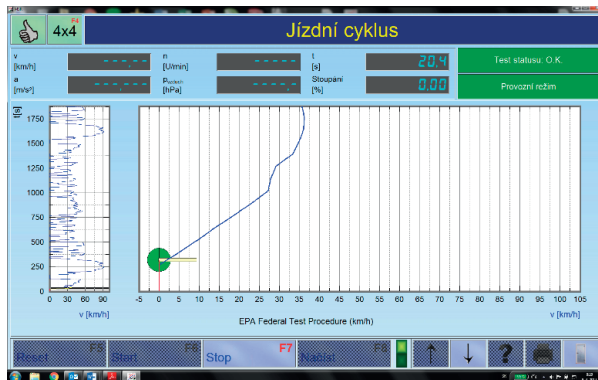 F4
4x4
Jízdní cyklus
v
[km/h]
---,--
n
[U/min]
----
t
[s]
20,4
Test statusu: O.K.
a
[m/s²]
---,--
[hPa]
----,-
Stoupání
[%]
0,00
Provozní režim
t[s]
1750
1500
1250
1000
750
500
250
0
0 30 60 90
v [km/h]
-5 0 5 10 15 20 25 30 35 40 45 50 55 60 65 70 75 80 85 90 95 100 105
EPA Federal Test Procedure (km/h)
v [km/h]
Reset F5
Start F6
Stop F7
Načíst F8
?